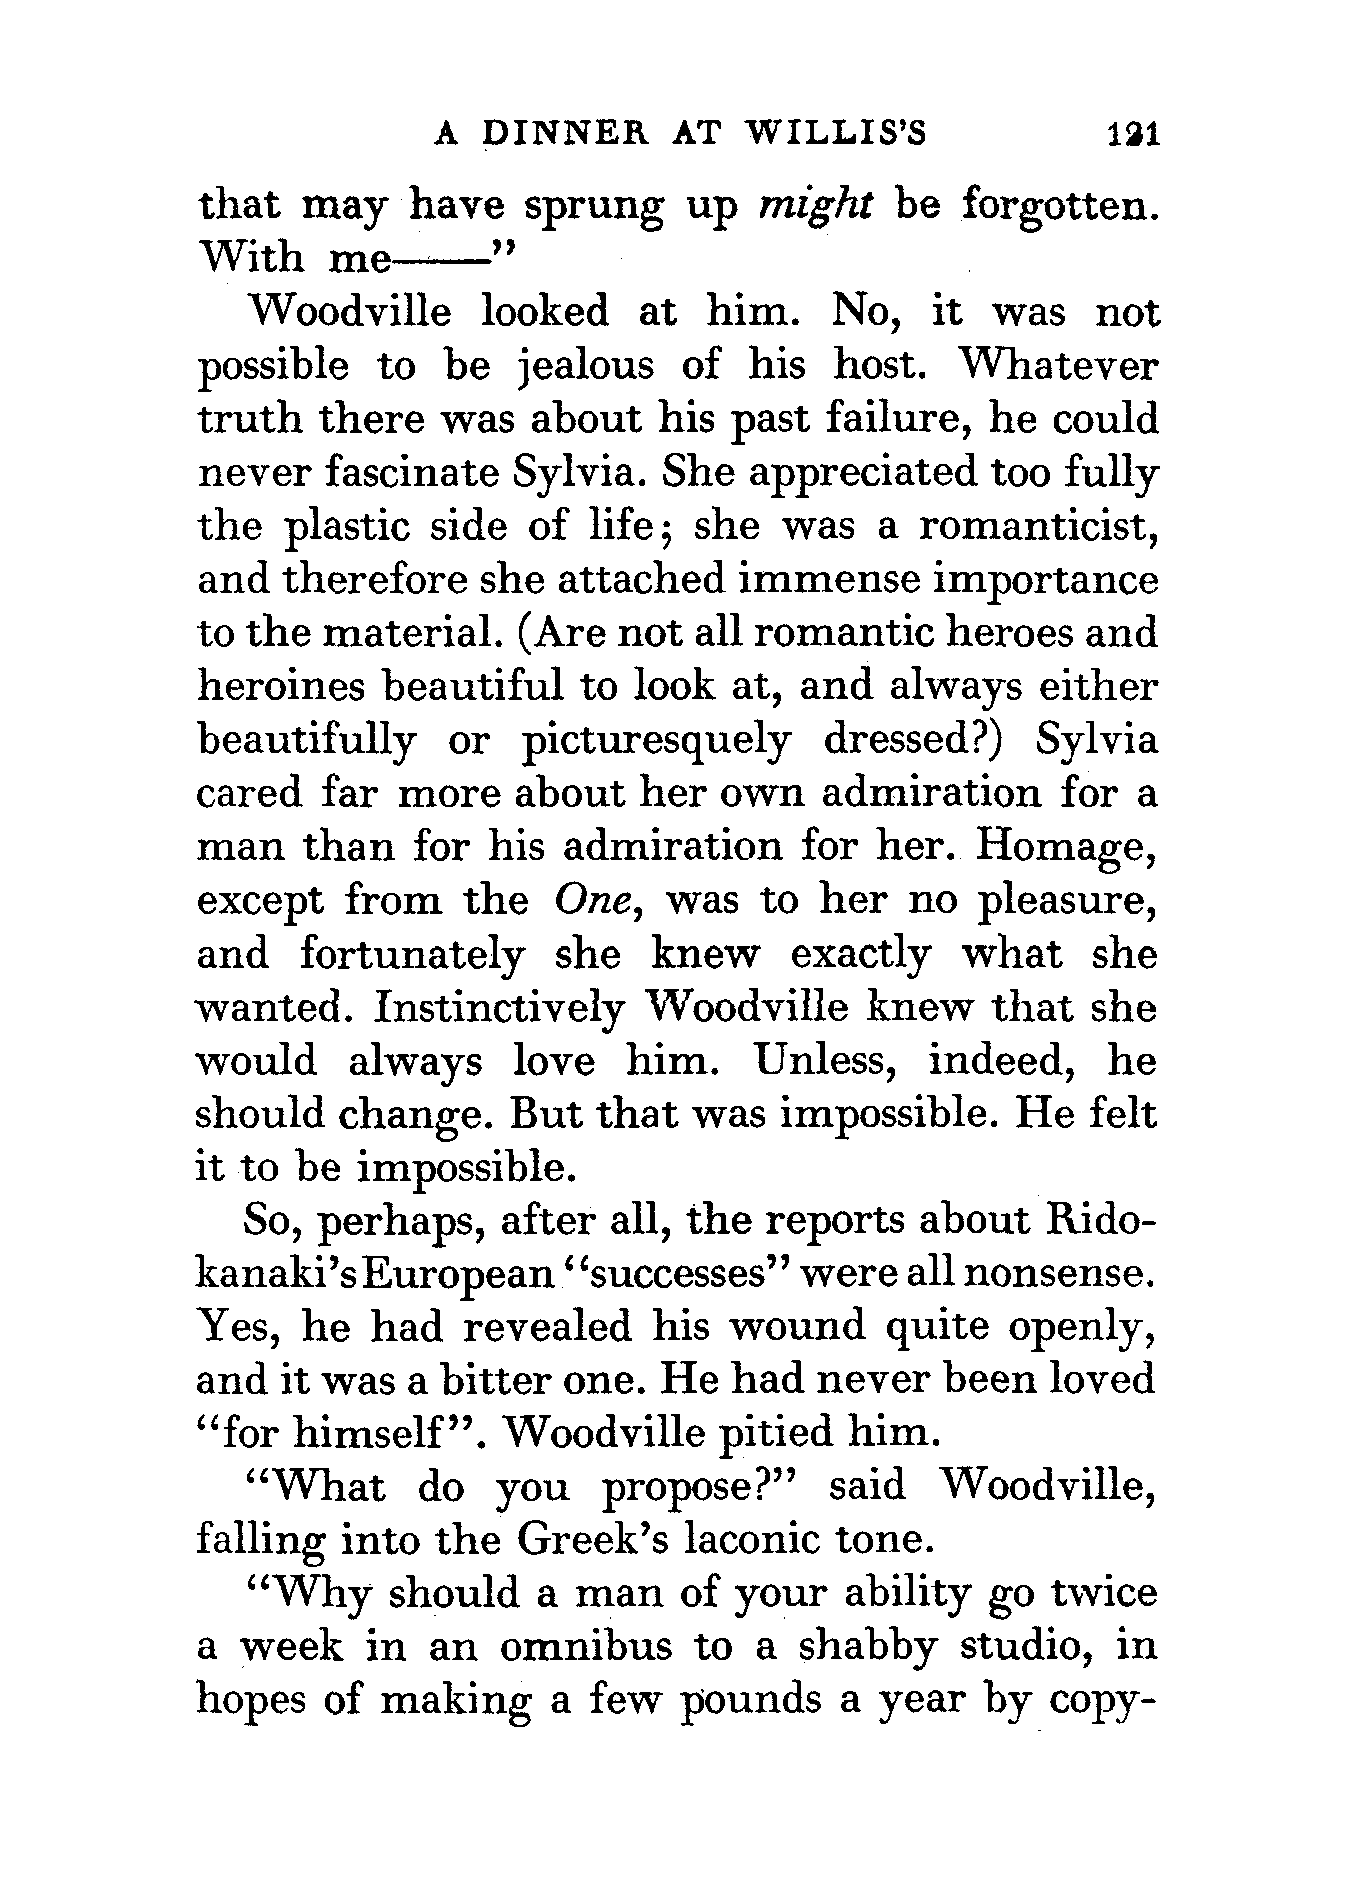 A DINNER AT WILLIS'S 121
that may have sprung up might be forgotten.
With me——"
Woodville looked at him. No, it was not
possible to be jealous of his host. Whatever
truth there was about his past failure, he could
never fascinate Sylvia. She appreciated too fully
the plastic side of life; she was a romanticist,
and therefore she attached immense importance
to the material. (Are not all romantic heroes and
heroines beautiful to look at, and always either
beautifully or picturesquely dressed?) Sylvia
cared far more about her own admiration for a
man than for his admiration for her. Homage,
except from the One, was to her no pleasure,
and fortunately she knew exactly what she
wanted. Instinctively Woodville knew that she
would always love him. Unless, indeed, he
should change. But that was impossible. He felt
it to be impossible.
So, perhaps, after all, the reports about Rido-
kanaki's European "successes" were all nonsense.
Yes, he had revealed his wound quite openly,
and it was a bitter one. He had never been loved
"for himself". Woodville pitied him.
"What do you propose?" said Woodville,
falling into the Greek's laconic tone.
"Why should a man of your ability go twice
a week in an omnibus to a shabby studio, in
hopes of making a few pounds a year by copy-